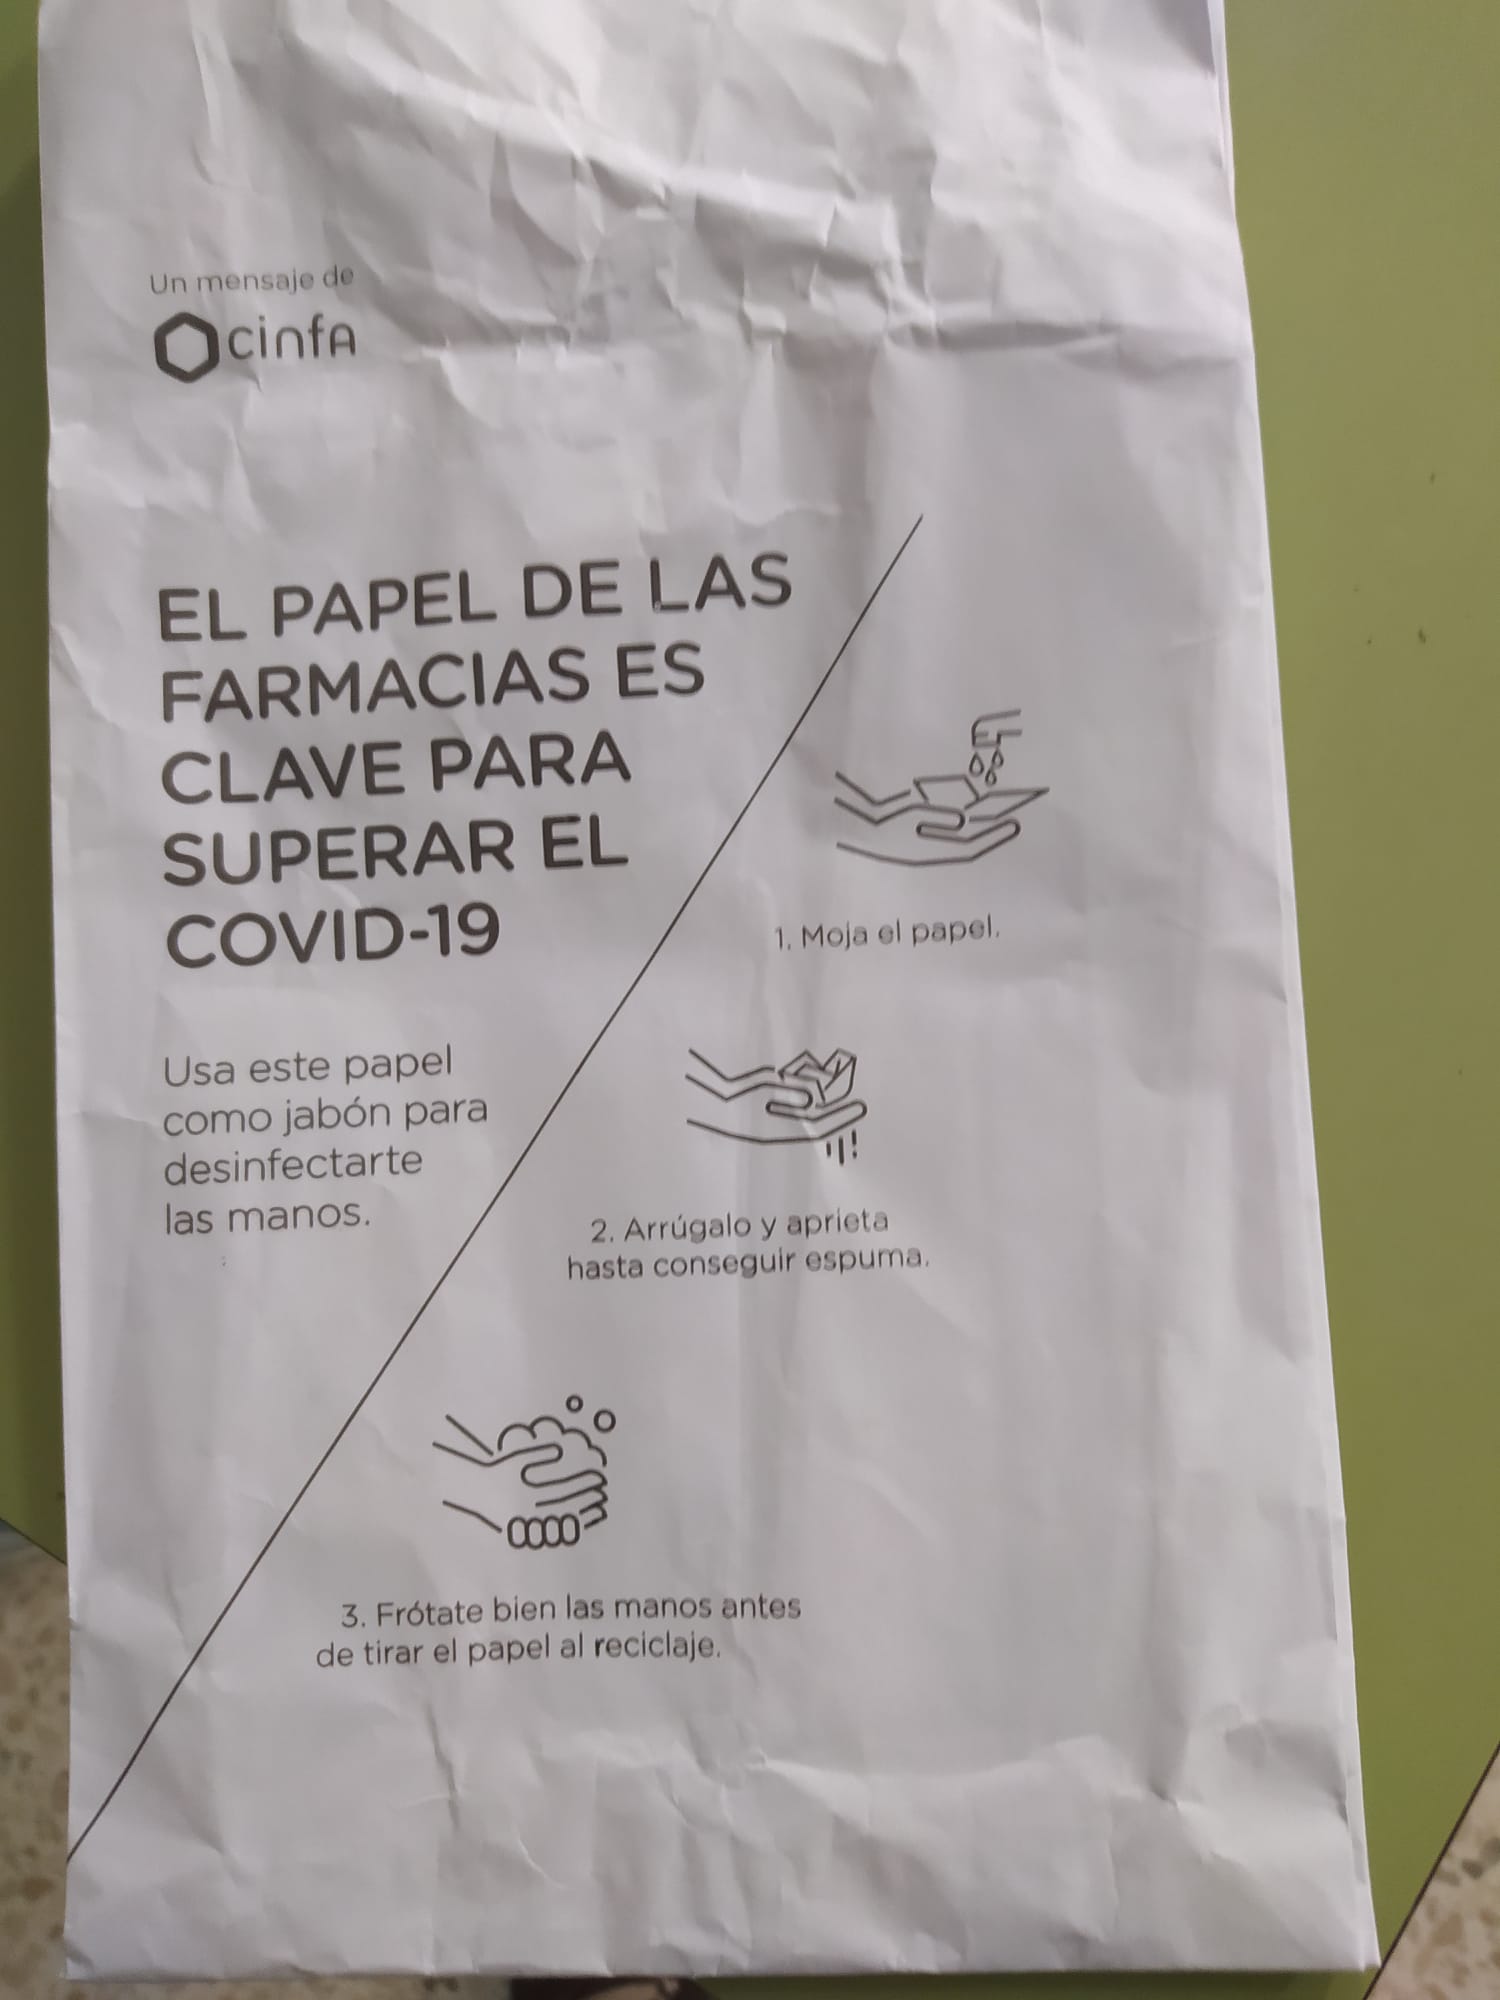 Un mensaje de
cinfa
EL PAPEL DE LAS
FARMACIAS ES
CLAVE PARA
SUPERAR EL
COVID-19
Usa este papel
como jabón para
desinfectarte
las manos.
1. Moja el papel.
2. Arrúgalo y aprieta
hasta conseguir espuma.
3. Frótate bien las manos antes
de tirar el papel al reciclaje.